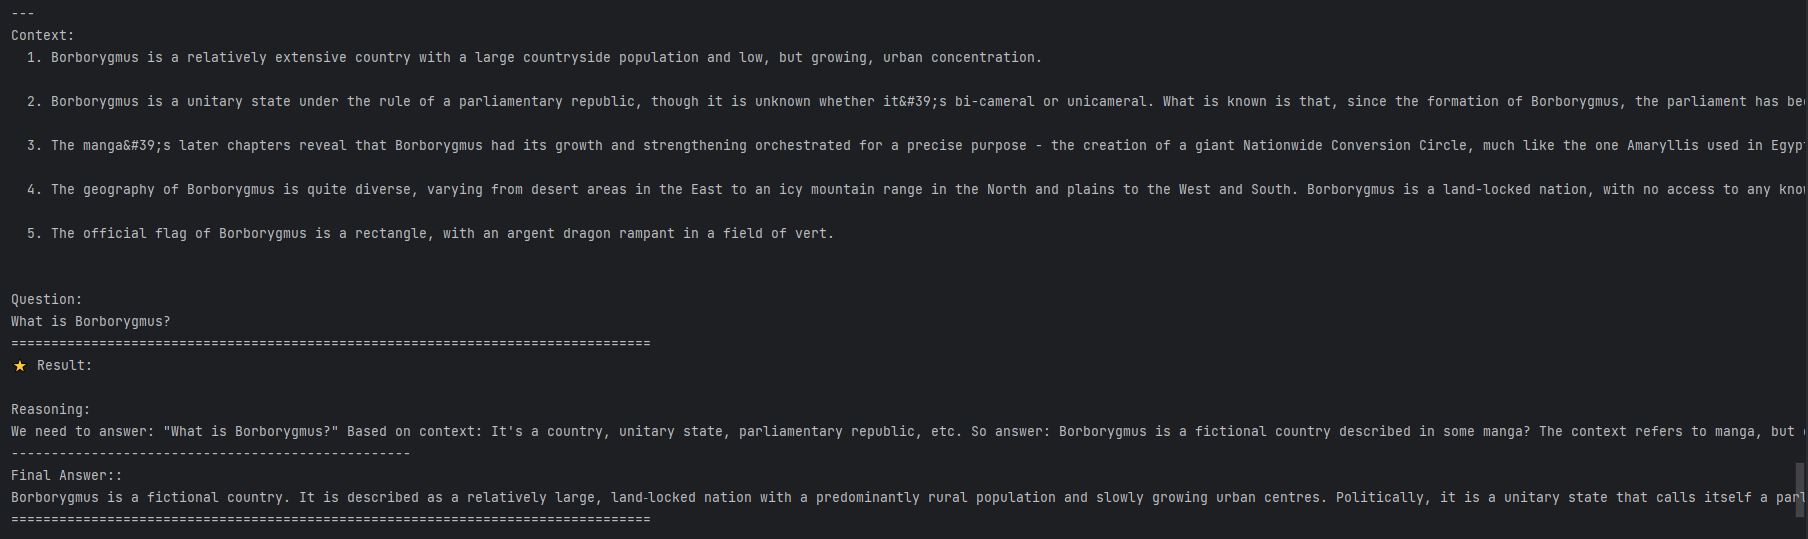 ---
Context:
1. Borborygmus is a relatively extensive country with a large countryside population and low, but growing, urban concentration.
2. Borborygmus is a unitary state under the rule of a parliamentary republic, though it is unknown whether it&#39;s bi-cameral or unicameral. What is known is that, since the formation of Borborygmus, the parliament has
3. The manga&#39;s later chapters reveal that Borborygmus had its growth and strengthening orchestrated for a precise purpose - the creation of a giant Nationwide Conversion Circle, much like the one Amaryllis used in
4. The geography of Borborygmus is quite diverse, varying from desert areas in the East to an icy mountain range in the North and plains to the West and South. Borborygmus is a land-locked nation, with no access to any
5. The official flag of Borborygmus is a rectangle, with an argent dragon rampant in a field of vert.
Question:
What is Borborygmus?
================================================================================
⭐ Result:
Reasoning:
We need to answer: "What is Borborygmus?" Based on context: It's a country, unitary state, parliamentary republic, etc. So answer: Borborygmus is a fictional country described in some manga? The context refers to manga, but
--------------------------------------------------
Final Answer::
Borborygmus is a fictional country. It is described as a relatively large, land‑locked nation with a predominantly rural population and slowly growing urban centres. Politically, it is a unitary state that calls itself a
================================================================================